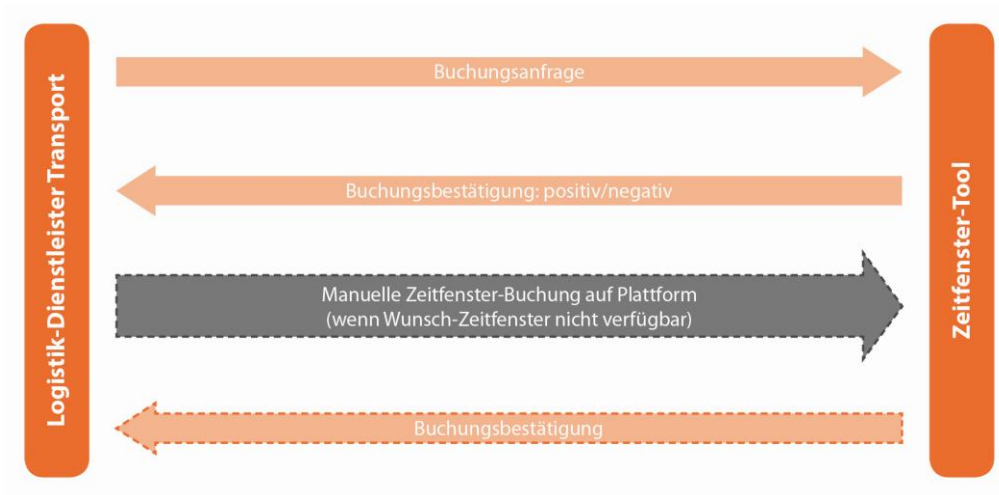 Logistik-Dienstleister Transport
Buchungsanfrage
Buchungsbestätigung: positiv/negativ
Manuelle Zeitfenster-Buchung auf Plattform
(wenn Wunsch-Zeitfenster nicht verfügbar)
Buchungsbestätigung
Zeitfenster-Tool